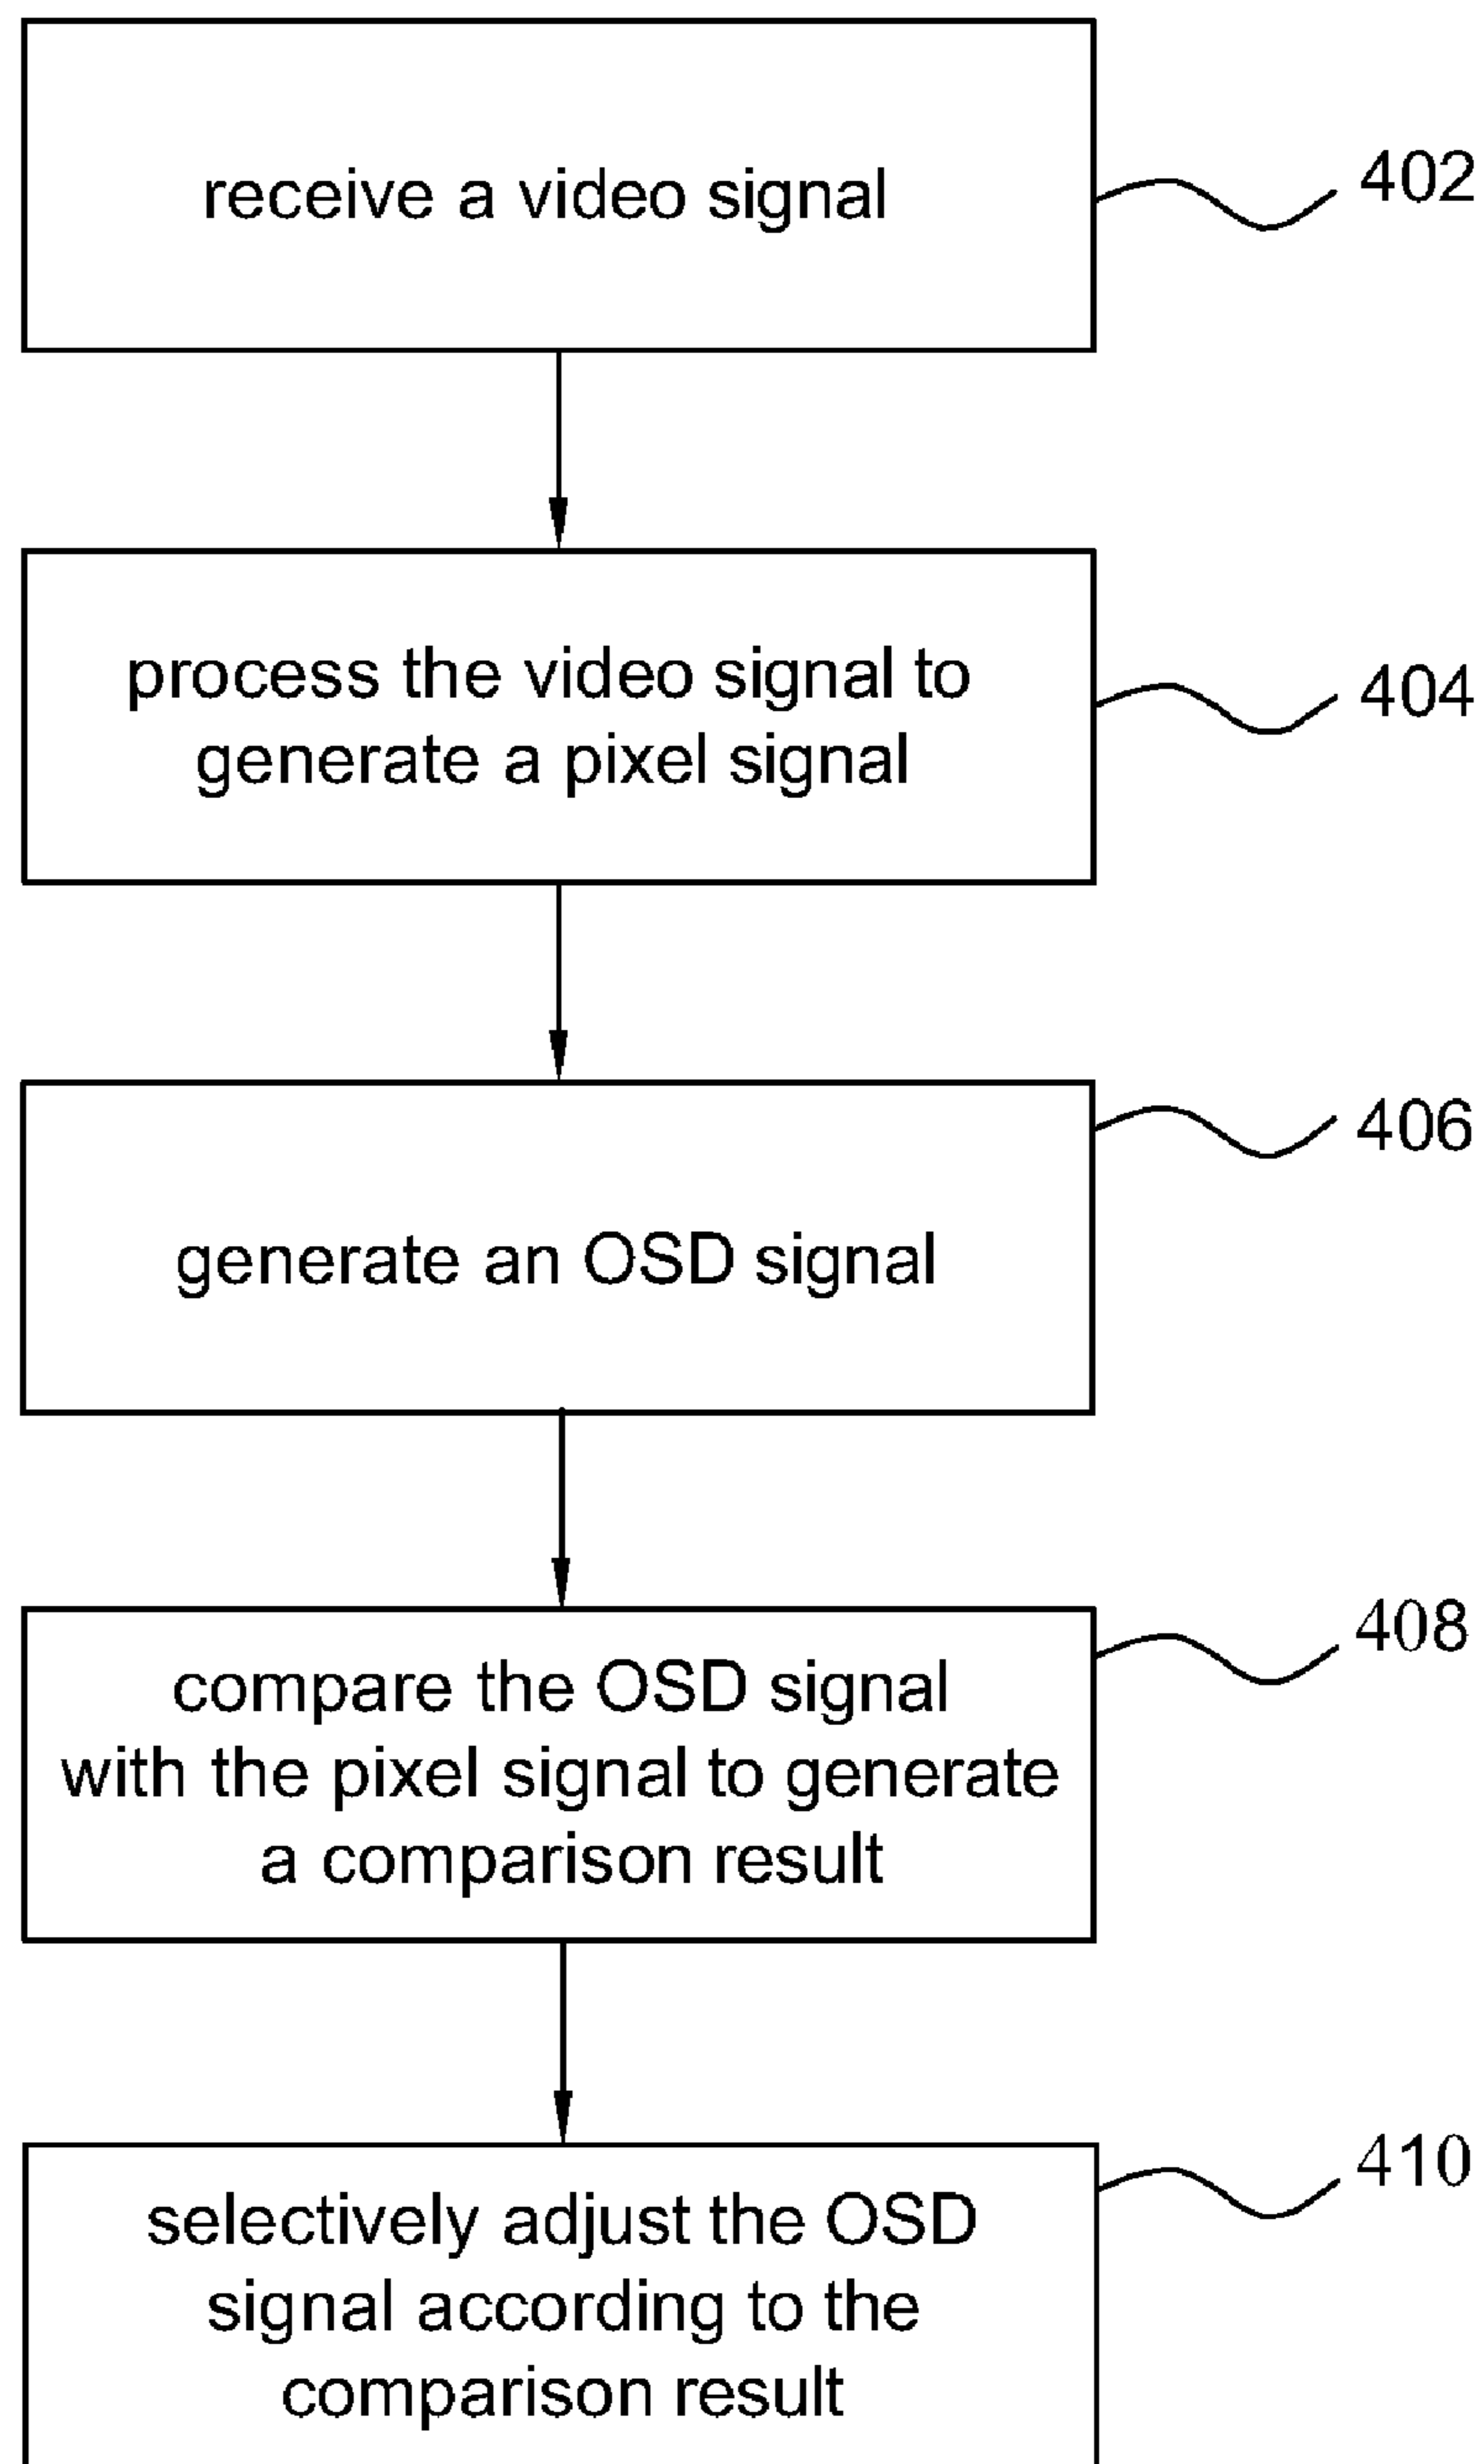 receive a video signal
402
process the video signal to
generate a pixel signal
404
406
generate an OSD signal
408
compare the OSD signal
with the pixel signal to generate
a comparison result
410
selectively adjust the OSD
signal according to the
comparison result